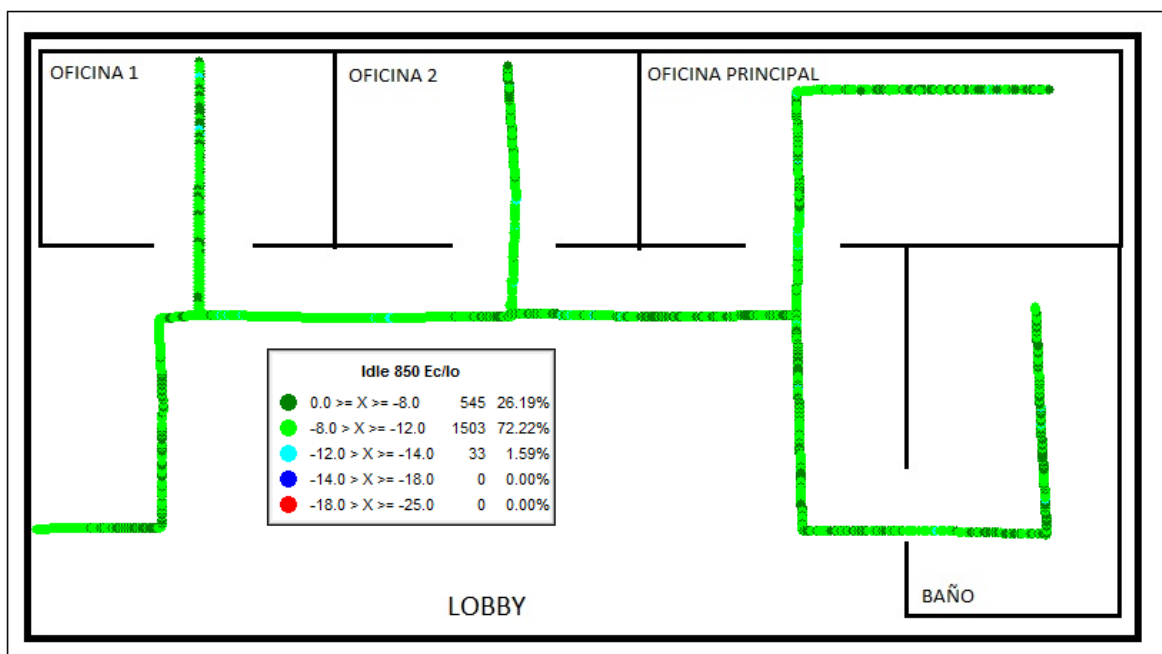 OFICINA 1
OFICINA 2
OFICINA PRINCIPAL
Idle 850 Ec/Io
0.0 >= X >= -8.0 545 26.19%
-8.0 > X >= -12.0 1503 72.22%
-12.0 > X >= -14.0 33 1.59%
-14.0 > X >= -18.0 0 0.00%
-18.0 > X >= -25.0 0 0.00%
BAÑO
LOBBY